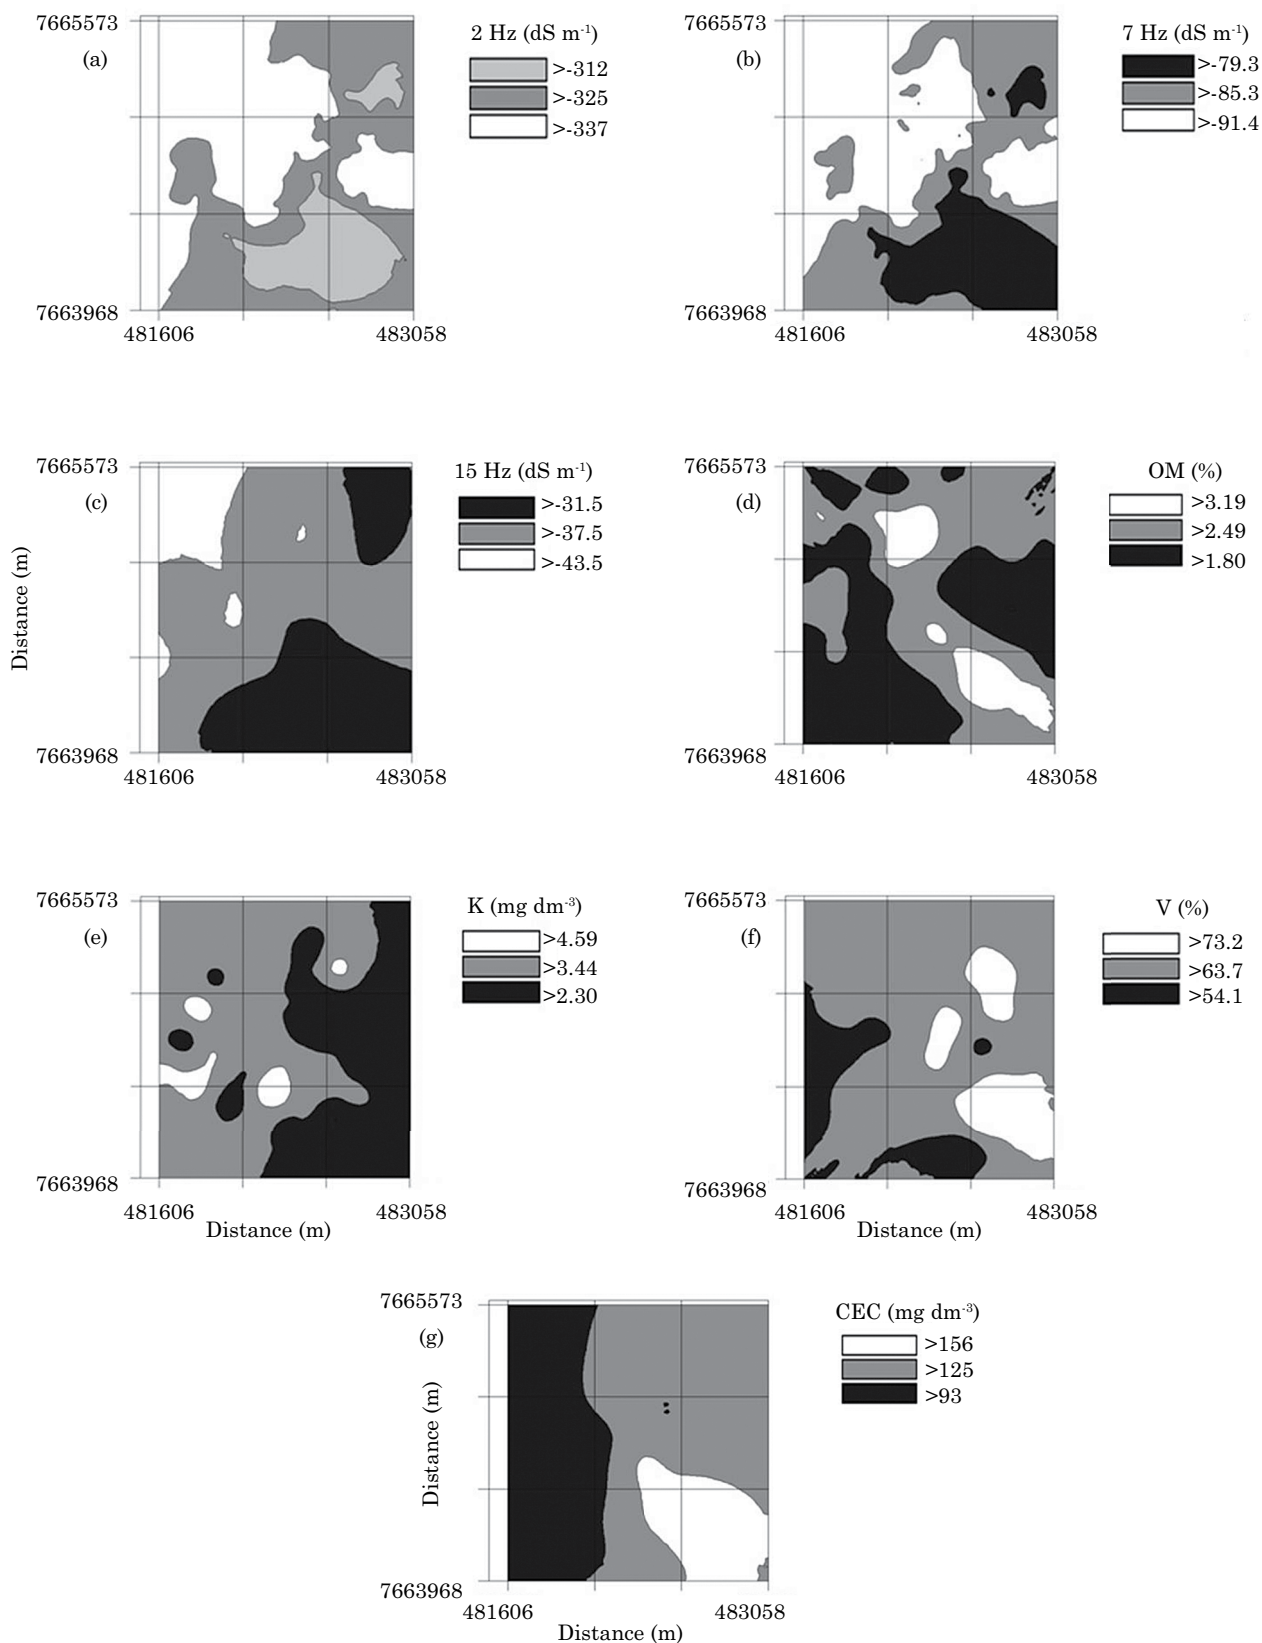 7665573
(a)
2 Hz (dS m-1)
>-312
>-325
>-337
7663968
481606 483058
7665573
(b)
7 Hz (dS m-1)
>-79.3
>-85.3
>-91.4
7663968
481606 483058
Distance (m)
7665573
(c)
15 Hz (dS m-1)
>-31.5
>-37.5
>-43.5
7663968
481606 483058
7665573
(d)
OM (%)
>3.19
>2.49
>1.80
7663968
481606 483058
7665573
(e)
K (mg dm-3)
>4.59
>3.44
>2.30
7663968
481606 483058
Distance (m)
7665573
(f)
V (%)
>73.2
>63.7
>54.1
7663968
481606 483058
Distance (m)
7665573
(g)
CEC (mg dm-3)
>156
>125
>93
Distance (m)
7663968
481606 483058
Distance (m)